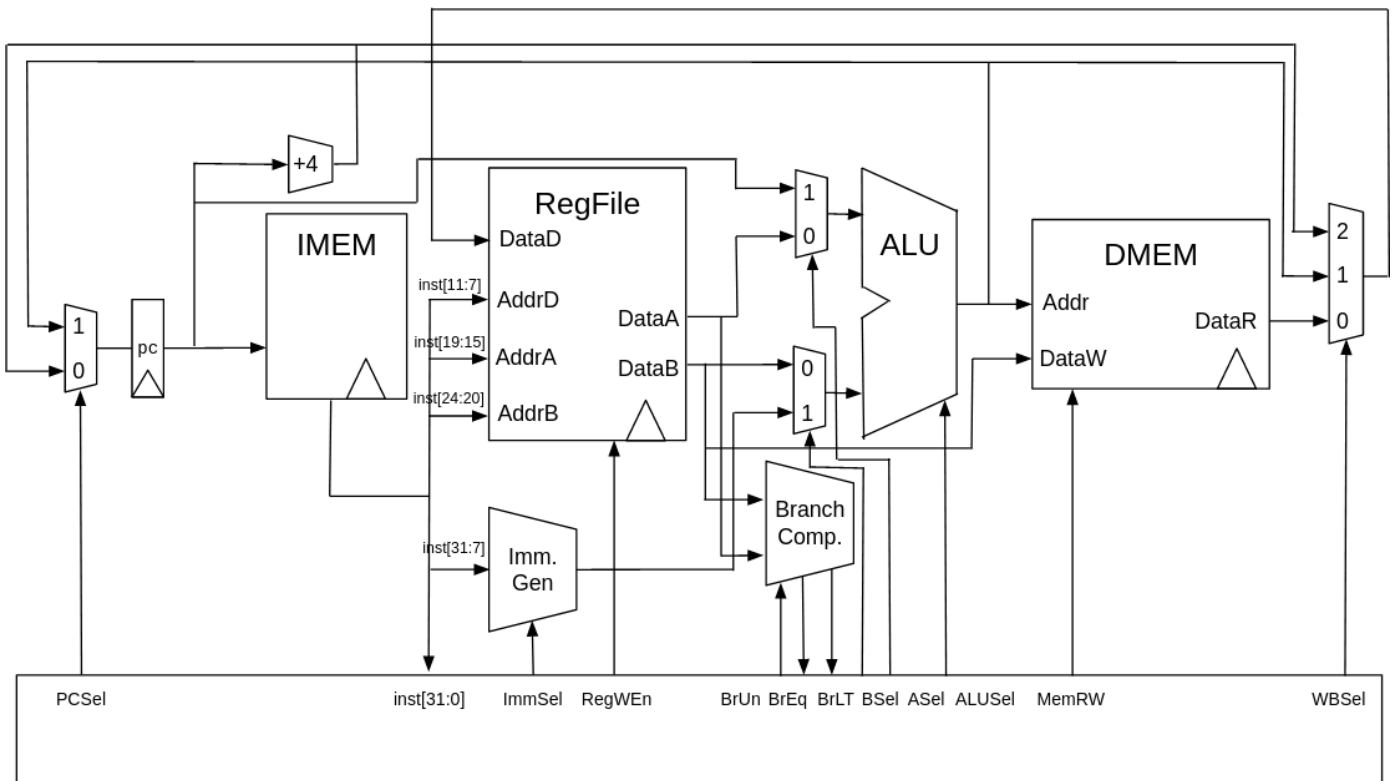 +4
IMEM
RegFile
ALU
DMEM
DataD
inst[11:7]
AddrD
inst[19:15]
AddrA
inst[24:20]
AddrB
DataA
DataB
1
0
pc
1
0
0
1
Addr
DataW
DataR
2
1
0
Branch
Comp.
inst[31:7]
Imm.
Gen
PCSel
inst[31:0]
ImmSel
RegWEn
BrUn
BrEq
BrLT
BSel
ASel
ALUSel
MemRW
WBSel